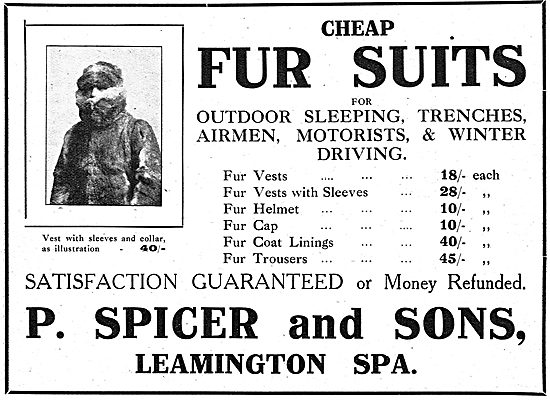 CHEAP
FUR SUITS
FOR
OUTDOOR SLEEPING, TRENCHES,
AIRMEN, MOTORISTS, & WINTER
DRIVING.
Fur Vests .... ... ... 18/- each
Fur Vests with Sleeves ... 28/- „
Fur Helmet ... ... ... 10/- „
Fur Cap ... ... ... 10/- „
Fur Coat Linings ... ... 40/- „
Fur Trousers ... ... ... 45/- „
Vest with sleeves and collar,
as illustration - 40/-
SATISFACTION GUARANTEED or Money Refunded.
P. SPICER and SONS,
LEAMINGTON SPA.